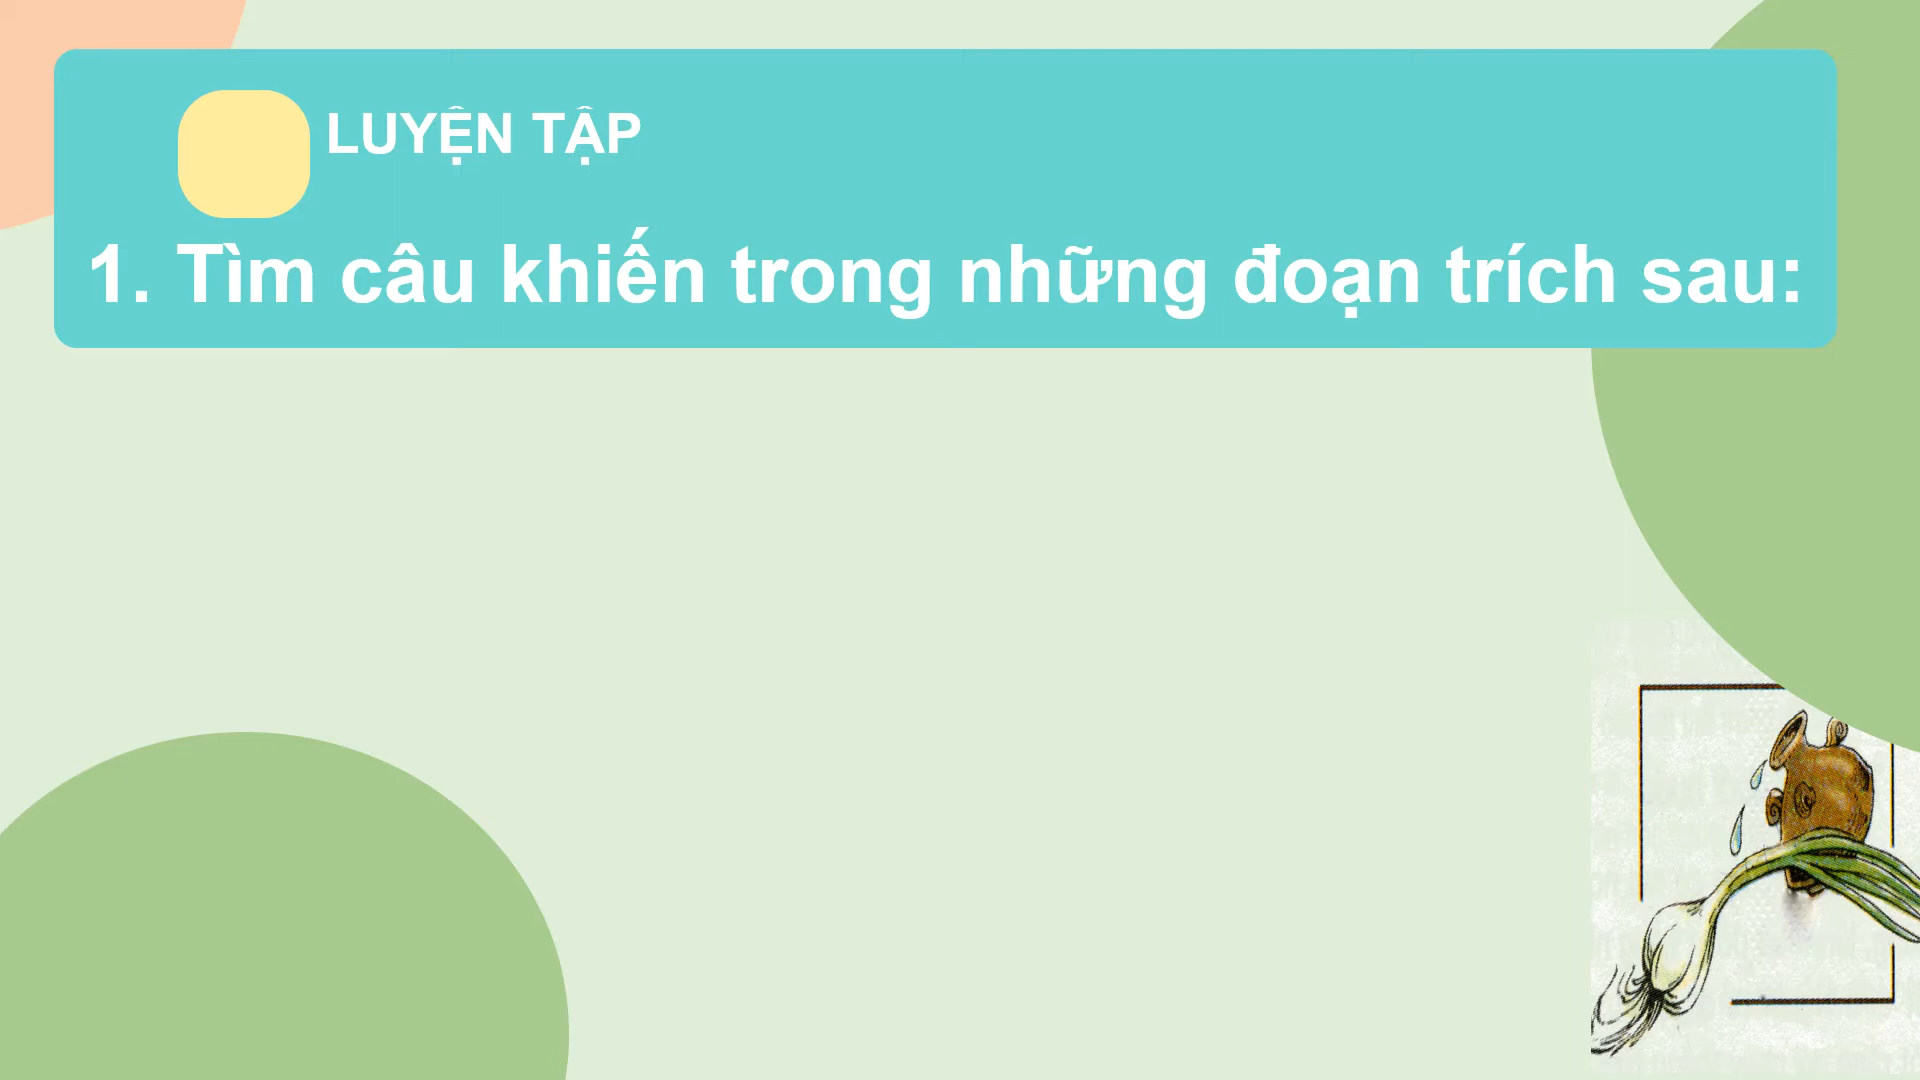 LUYỆN TẬP
1. Tìm câu khiến trong những đoạn trích sau: